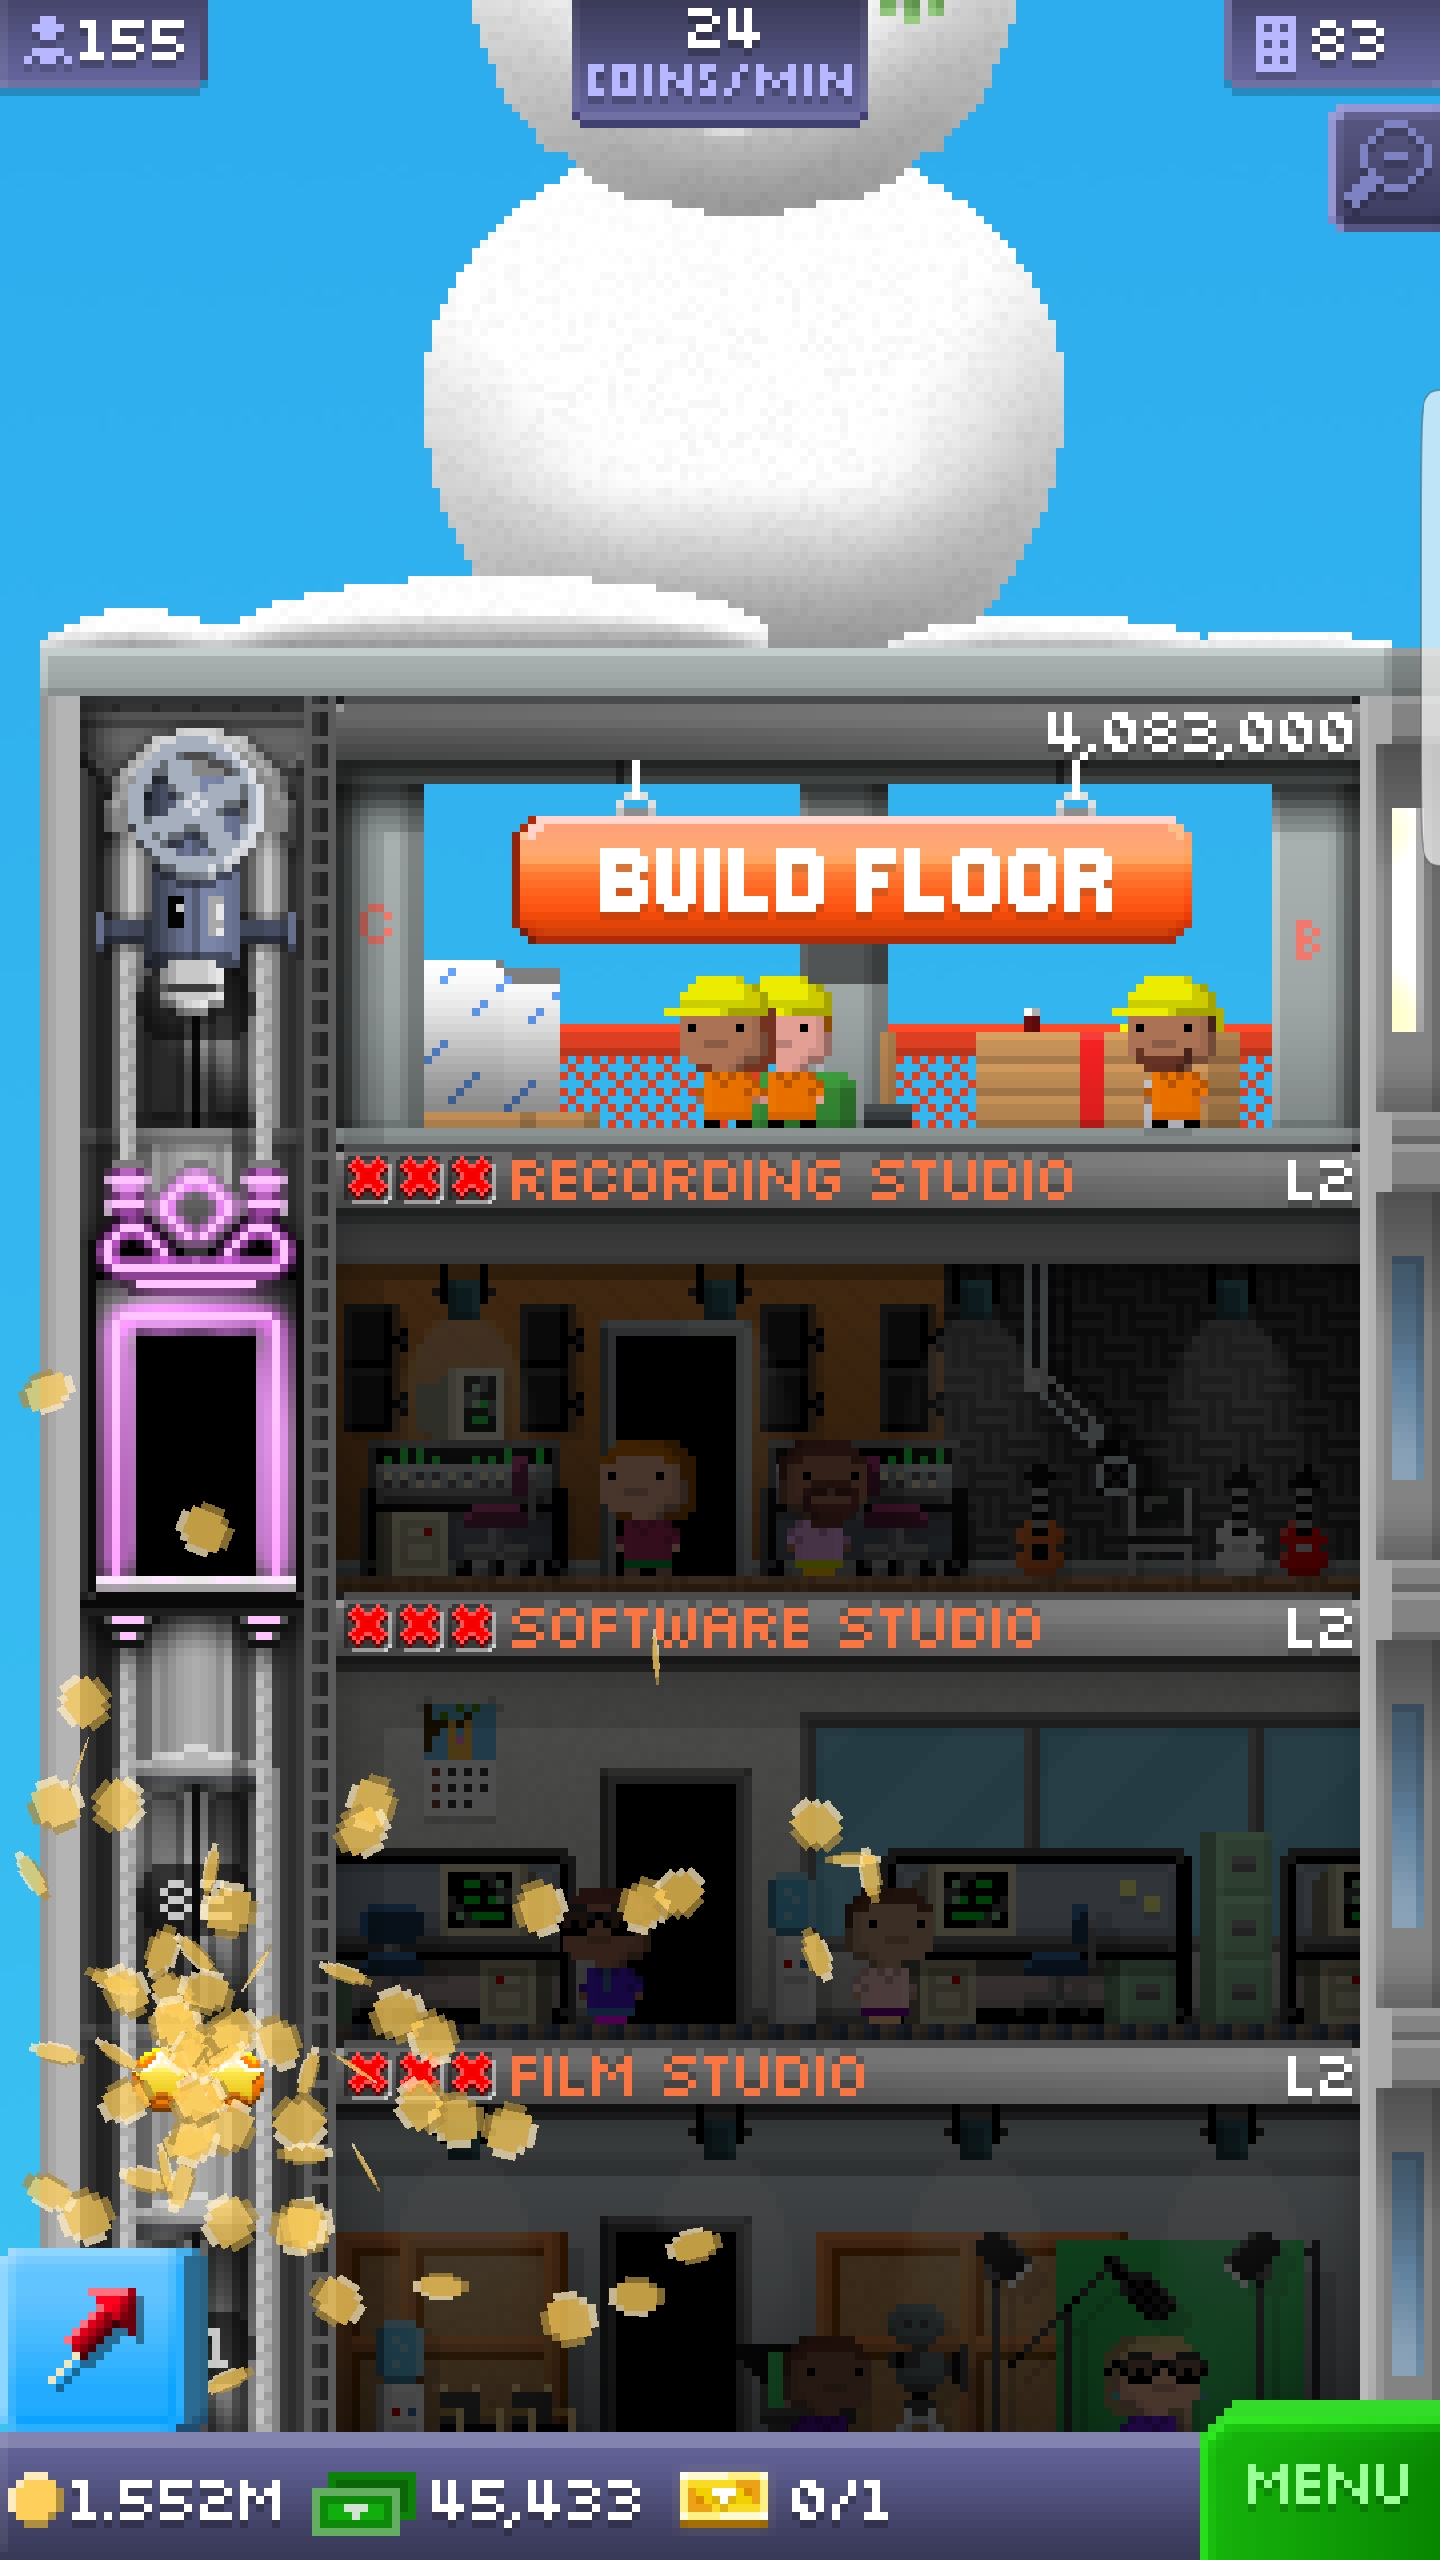 155
24
COINS/MIN
83
4,083,000
BUILD FLOOR
C
B
RECORDING STUDIO L2
SOFTWARE STUDIO L2
FILM STUDIO L2
1.552M 45,433 0/1
MENU